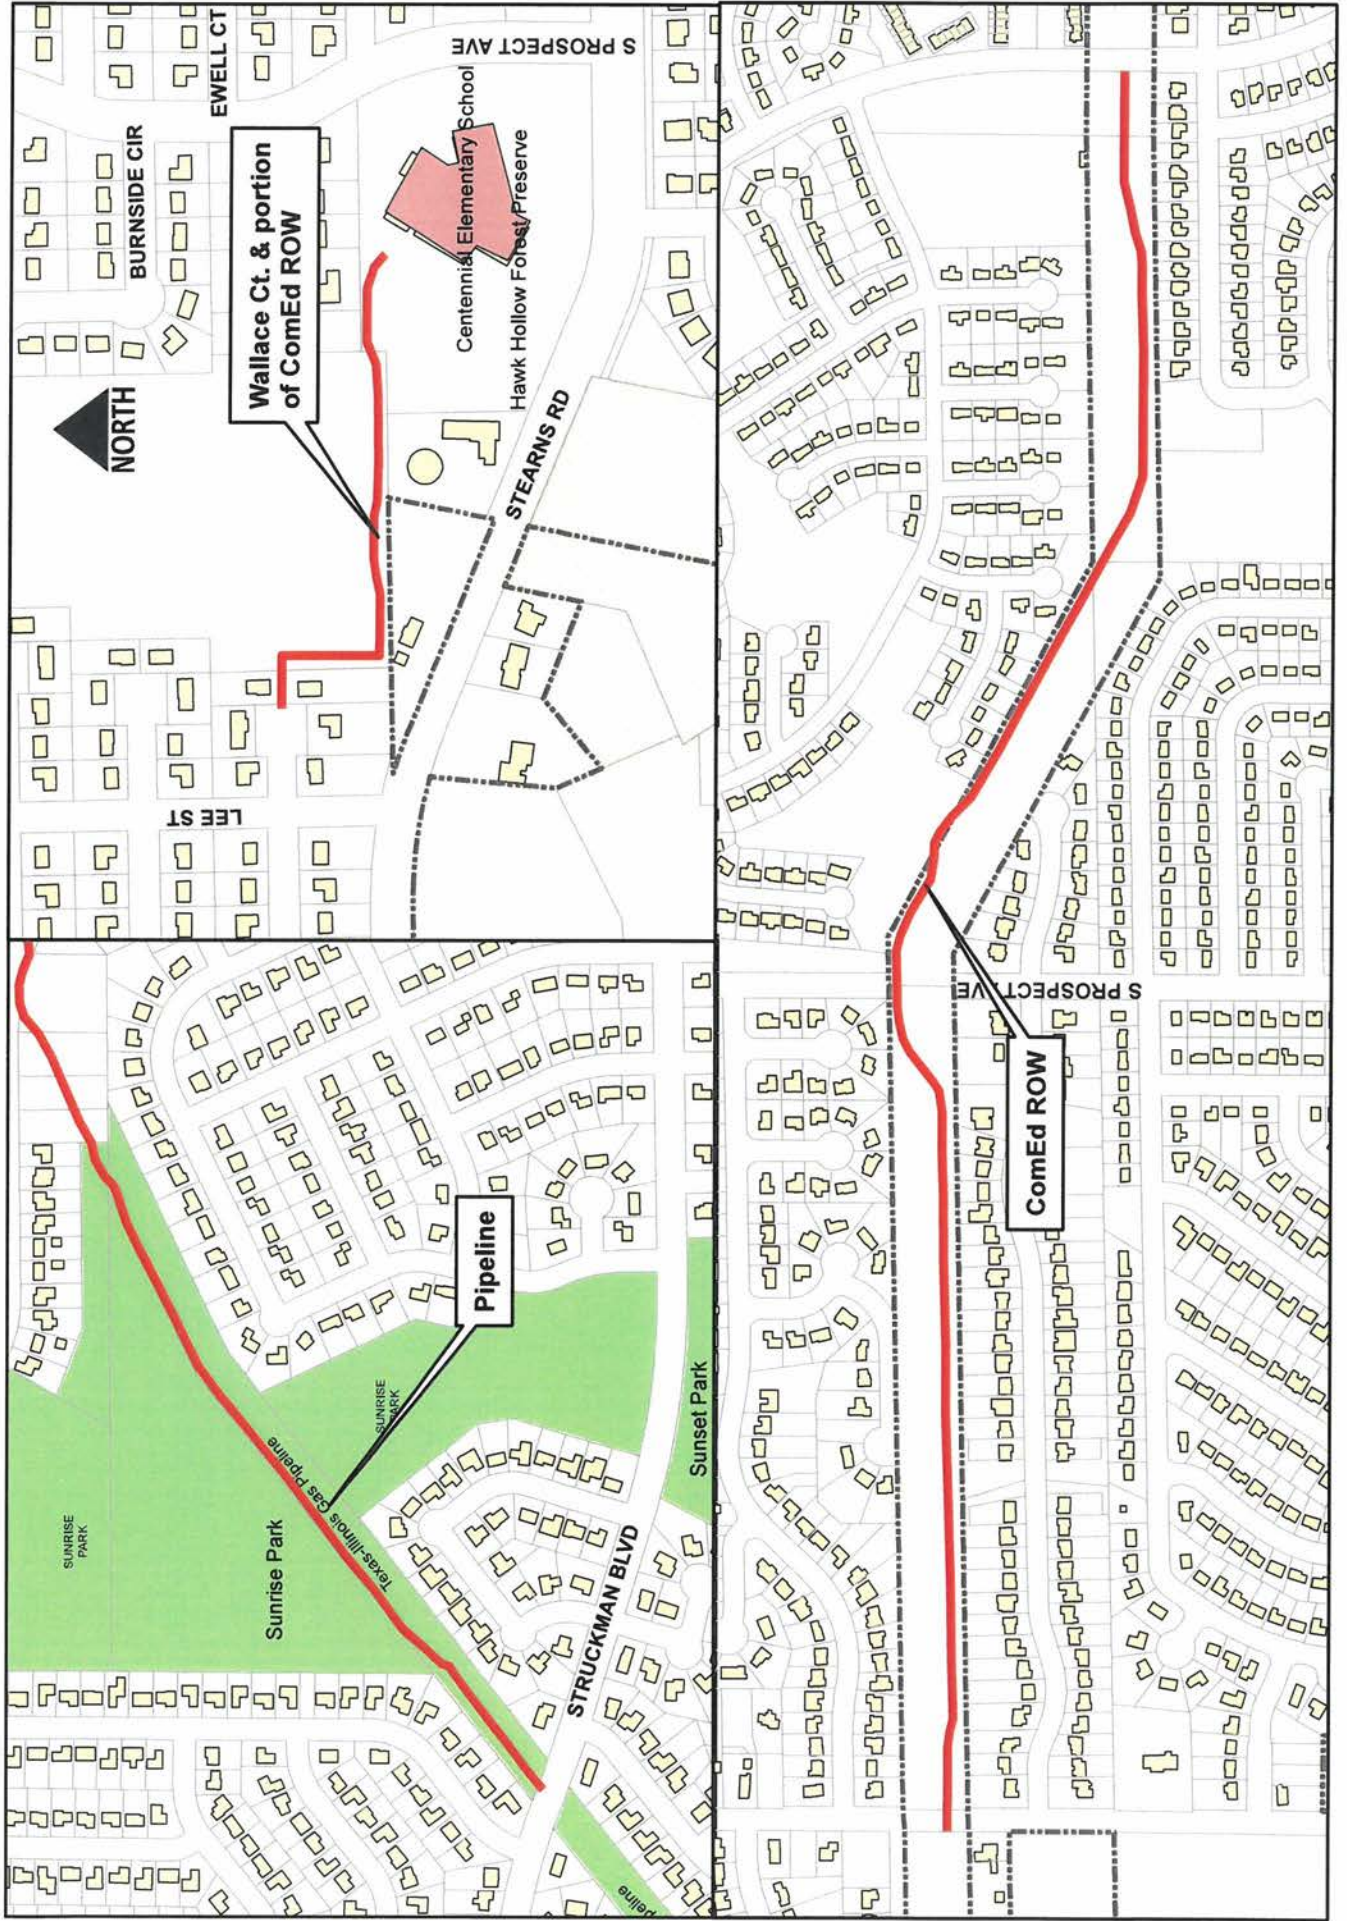 BURNSIDE CIR
EWELL CT
S PROSPECT AVE
NORTH
Wallace Ct. & portion
of ComEd ROW
Centennial Elementary School
Hawk Hollow Forest Preserve
STEARNS RD
LEE ST
SUNRISE
PARK
Sunrise Park
Texas-Illinois Gas Pipeline
SUNRISE
PARK
Pipeline
STRUCKMAN BLVD
Sunset Park
peline
S PROSPECT AVE
ComEd ROW